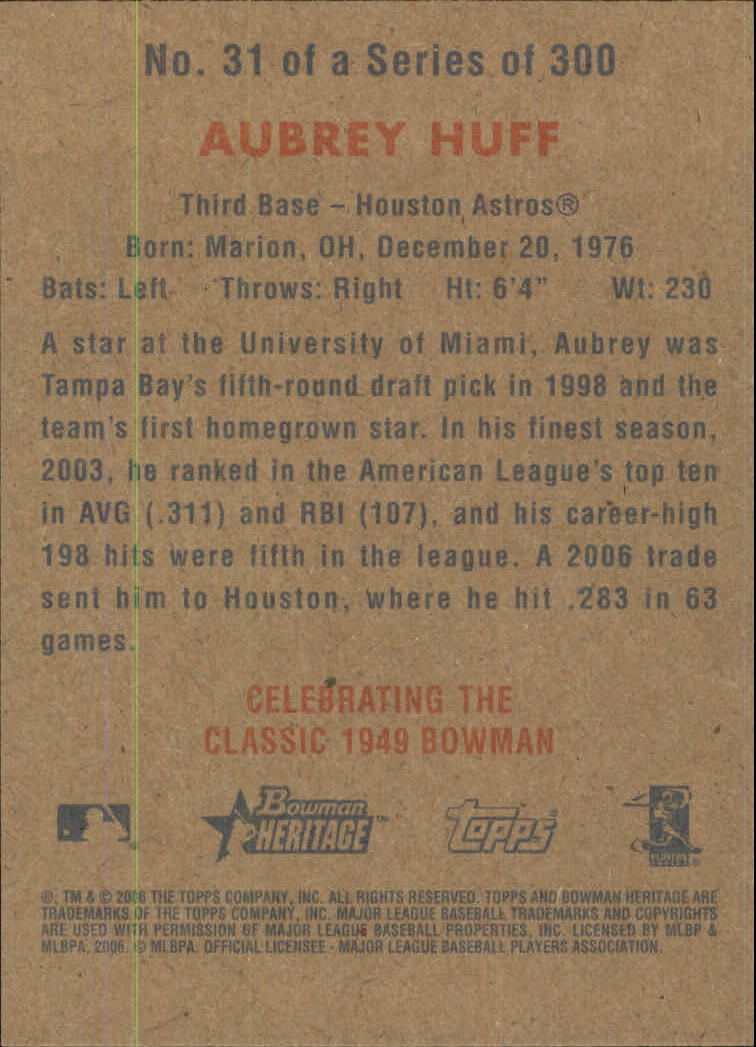 No. 31 of a Series of 300
AUBREY HUFF
Third Base – Houston Astros®
Born: Marion, OH, December 20, 1976
Bats: Left Throws: Right Ht: 6'4" Wt: 230
A star at the University of Miami, Aubrey was
Tampa Bay's fifth-round draft pick in 1998 and the
team's first homegrown star. In his finest season,
2003, he ranked in the American League's top ten
in AVG (.311) and RBI (107), and his career-high
198 hits were fifth in the league. A 2006 trade
sent him to Houston, where he hit .283 in 63
games.
CELEBRATING THE
CLASSIC 1949 BOWMAN
Bowman
HERITAGE™
topps®
PLAYERS
CHOICE®
®, TM & © 2006 THE TOPPS COMPANY, INC. ALL RIGHTS RESERVED. TOPPS AND BOWMAN HERITAGE ARE
TRADEMARKS OF THE TOPPS COMPANY, INC. MAJOR LEAGUE BASEBALL TRADEMARKS AND COPYRIGHTS
ARE USED WITH PERMISSION OF MAJOR LEAGUE BASEBALL PROPERTIES, INC. LICENSED BY MLBP &
MLBPA, 2006. © MLBPA. OFFICIAL LICENSEE - MAJOR LEAGUE BASEBALL PLAYERS ASSOCIATION.